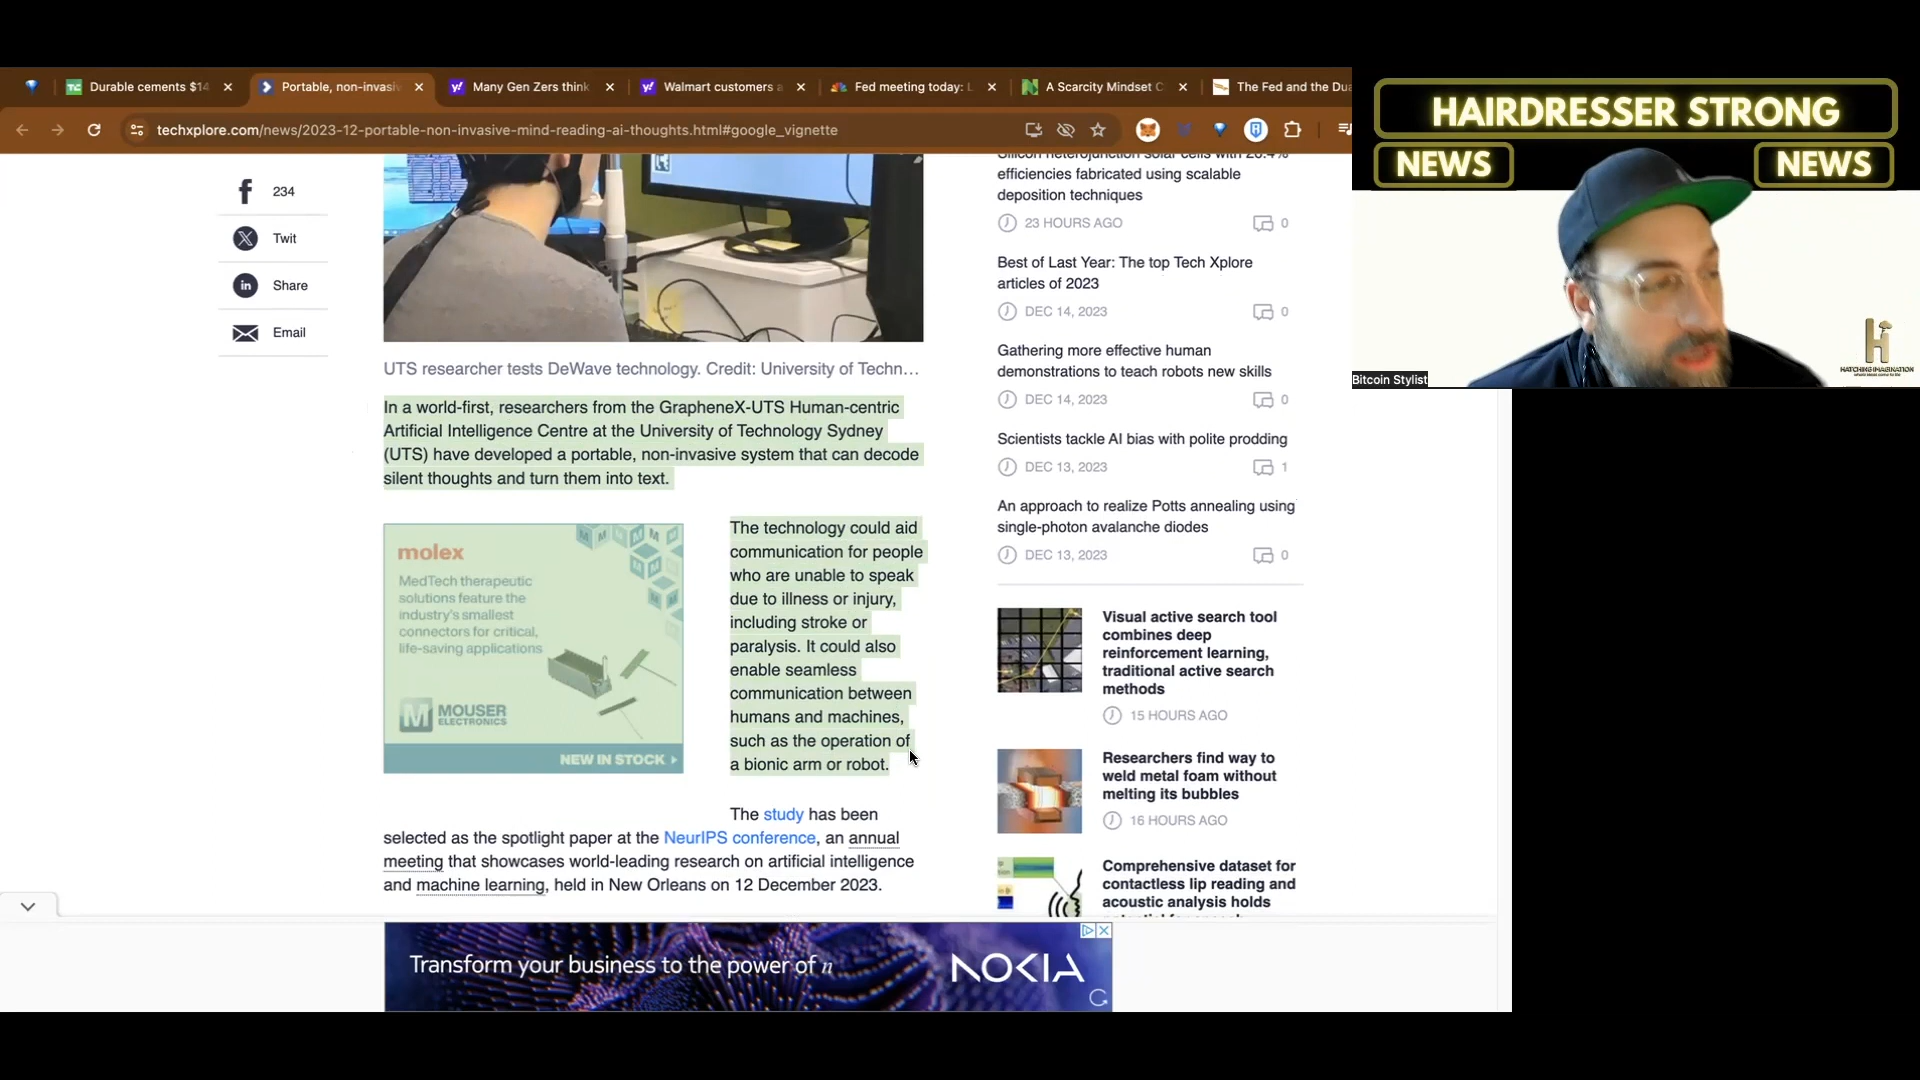 Durable cements $14
Portable, non-invasi
Many Gen Zers think
Walmart customers a
Fed meeting today: L
A Scarcity Mindset C
The Fed and the Dua
techxplore.com/news/2023-12-portable-non-invasive-mind-reading-ai-thoughts.html#google_vignette
234
Twit
Share
Email
UTS researcher tests DeWave technology. Credit: University of Techn…
In a world-first, researchers from the GrapheneX-UTS Human-centric
Artificial Intelligence Centre at the University of Technology Sydney
(UTS) have developed a portable, non-invasive system that can decode
silent thoughts and turn them into text.
molex
MedTech therapeutic
solutions feature the
industry's smallest
connectors for critical,
life-saving applications
M MOUSER
ELECTRONICS
NEW IN STOCK
The technology could aid
communication for people
who are unable to speak
due to illness or injury,
including stroke or
paralysis. It could also
enable seamless
communication between
humans and machines,
such as the operation of
a bionic arm or robot.
The study has been
selected as the spotlight paper at the NeurIPS conference, an annual
meeting that showcases world-leading research on artificial intelligence
and machine learning, held in New Orleans on 12 December 2023.
Silicon heterojunction solar cells with 26.4%
efficiencies fabricated using scalable
deposition techniques
23 HOURS AGO
0
Best of Last Year: The top Tech Xplore
articles of 2023
DEC 14, 2023
0
Gathering more effective human
demonstrations to teach robots new skills
DEC 14, 2023
0
Scientists tackle AI bias with polite prodding
DEC 13, 2023
1
An approach to realize Potts annealing using
single-photon avalanche diodes
DEC 13, 2023
0
Visual active search tool
combines deep
reinforcement learning,
traditional active search
methods
15 HOURS AGO
Researchers find way to
weld metal foam without
melting its bubbles
16 HOURS AGO
Comprehensive dataset for
contactless lip reading and
acoustic analysis holds
Transform your business to the power of n
NOKIA
HAIRDRESSER STRONG
NEWS
NEWS
HATCHING IMAGINATION
Bitcoin Stylist